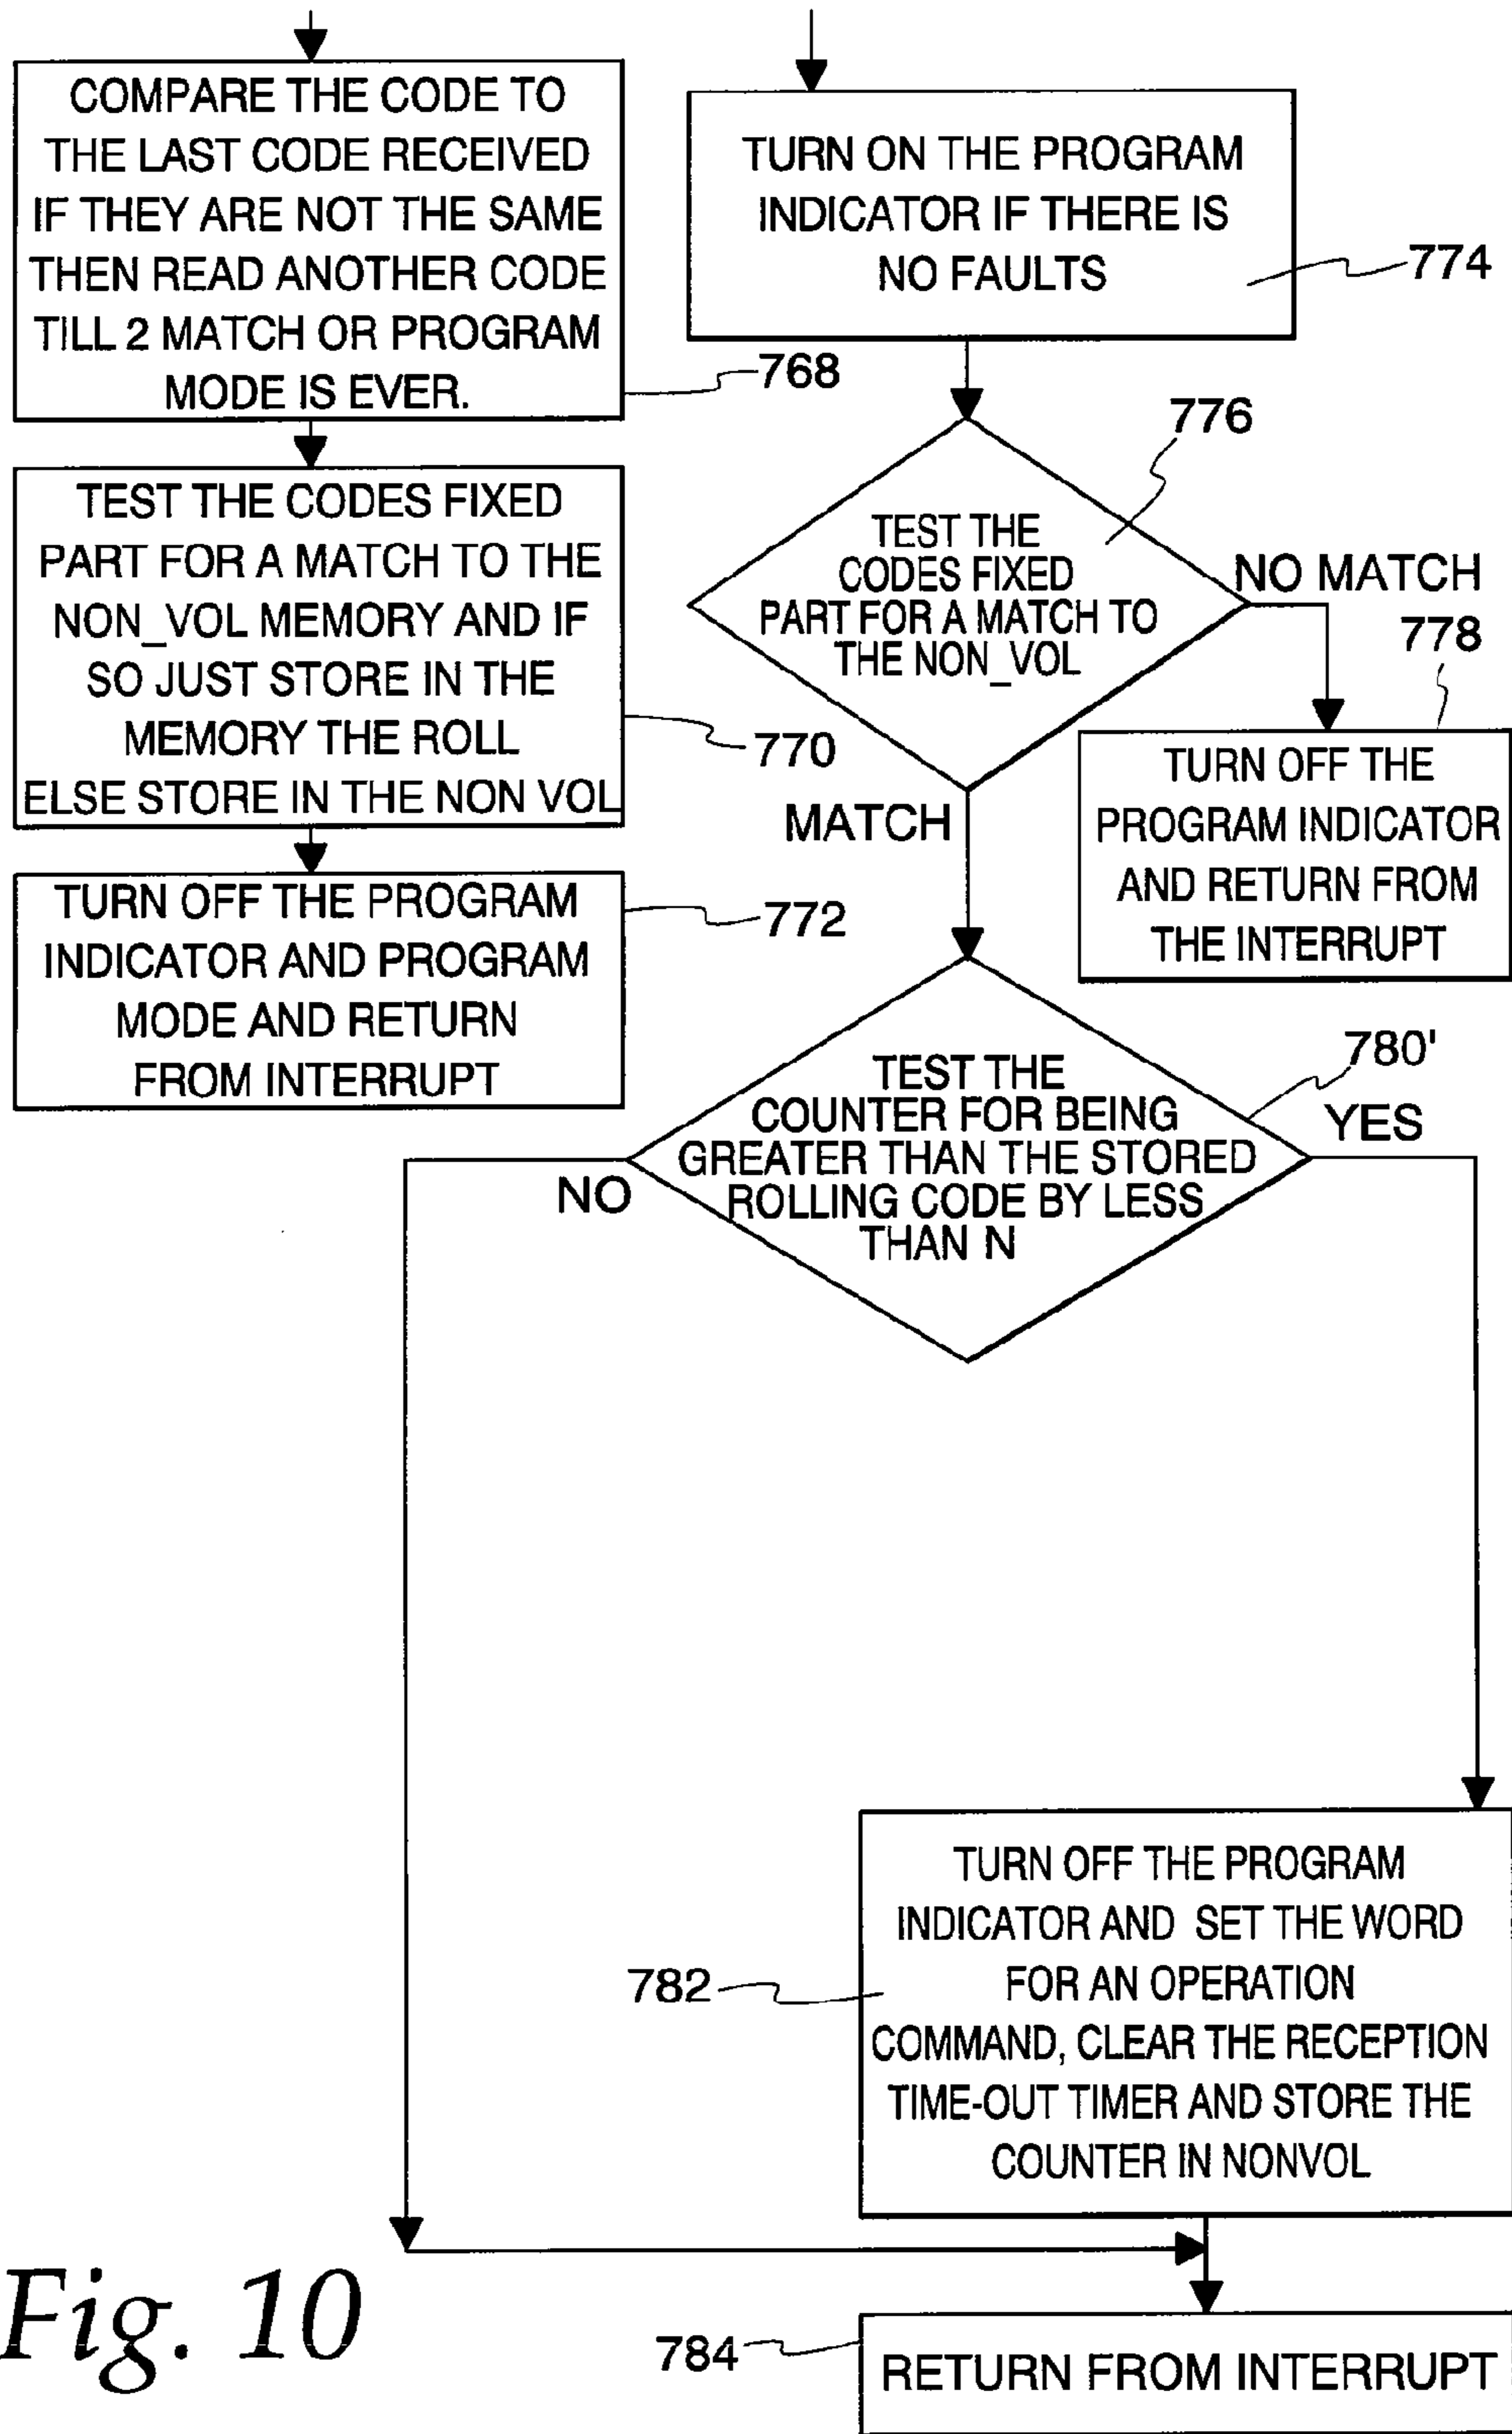 COMPARE THE CODE TO
THE LAST CODE RECEIVED
IF THEY ARE NOT THE SAME
THEN READ ANOTHER CODE
TILL 2 MATCH OR PROGRAM
MODE IS EVER.
768
TEST THE CODES FIXED
PART FOR A MATCH TO THE
NON_VOL MEMORY AND IF
SO JUST STORE IN THE
MEMORY THE ROLL
ELSE STORE IN THE NON VOL
770
TURN OFF THE PROGRAM
INDICATOR AND PROGRAM
MODE AND RETURN
FROM INTERRUPT
772
TURN ON THE PROGRAM
INDICATOR IF THERE IS
NO FAULTS
774
776
TEST THE
CODES FIXED
PART FOR A MATCH TO
THE NON_VOL
NO MATCH
778
TURN OFF THE
PROGRAM INDICATOR
AND RETURN FROM
THE INTERRUPT
MATCH
780'
TEST THE
COUNTER FOR BEING
GREATER THAN THE STORED
ROLLING CODE BY LESS
THAN N
YES
NO
782
TURN OFF THE PROGRAM
INDICATOR AND SET THE WORD
FOR AN OPERATION
COMMAND, CLEAR THE RECEPTION
TIME-OUT TIMER AND STORE THE
COUNTER IN NONVOL
784
RETURN FROM INTERRUPT
Fig. 10